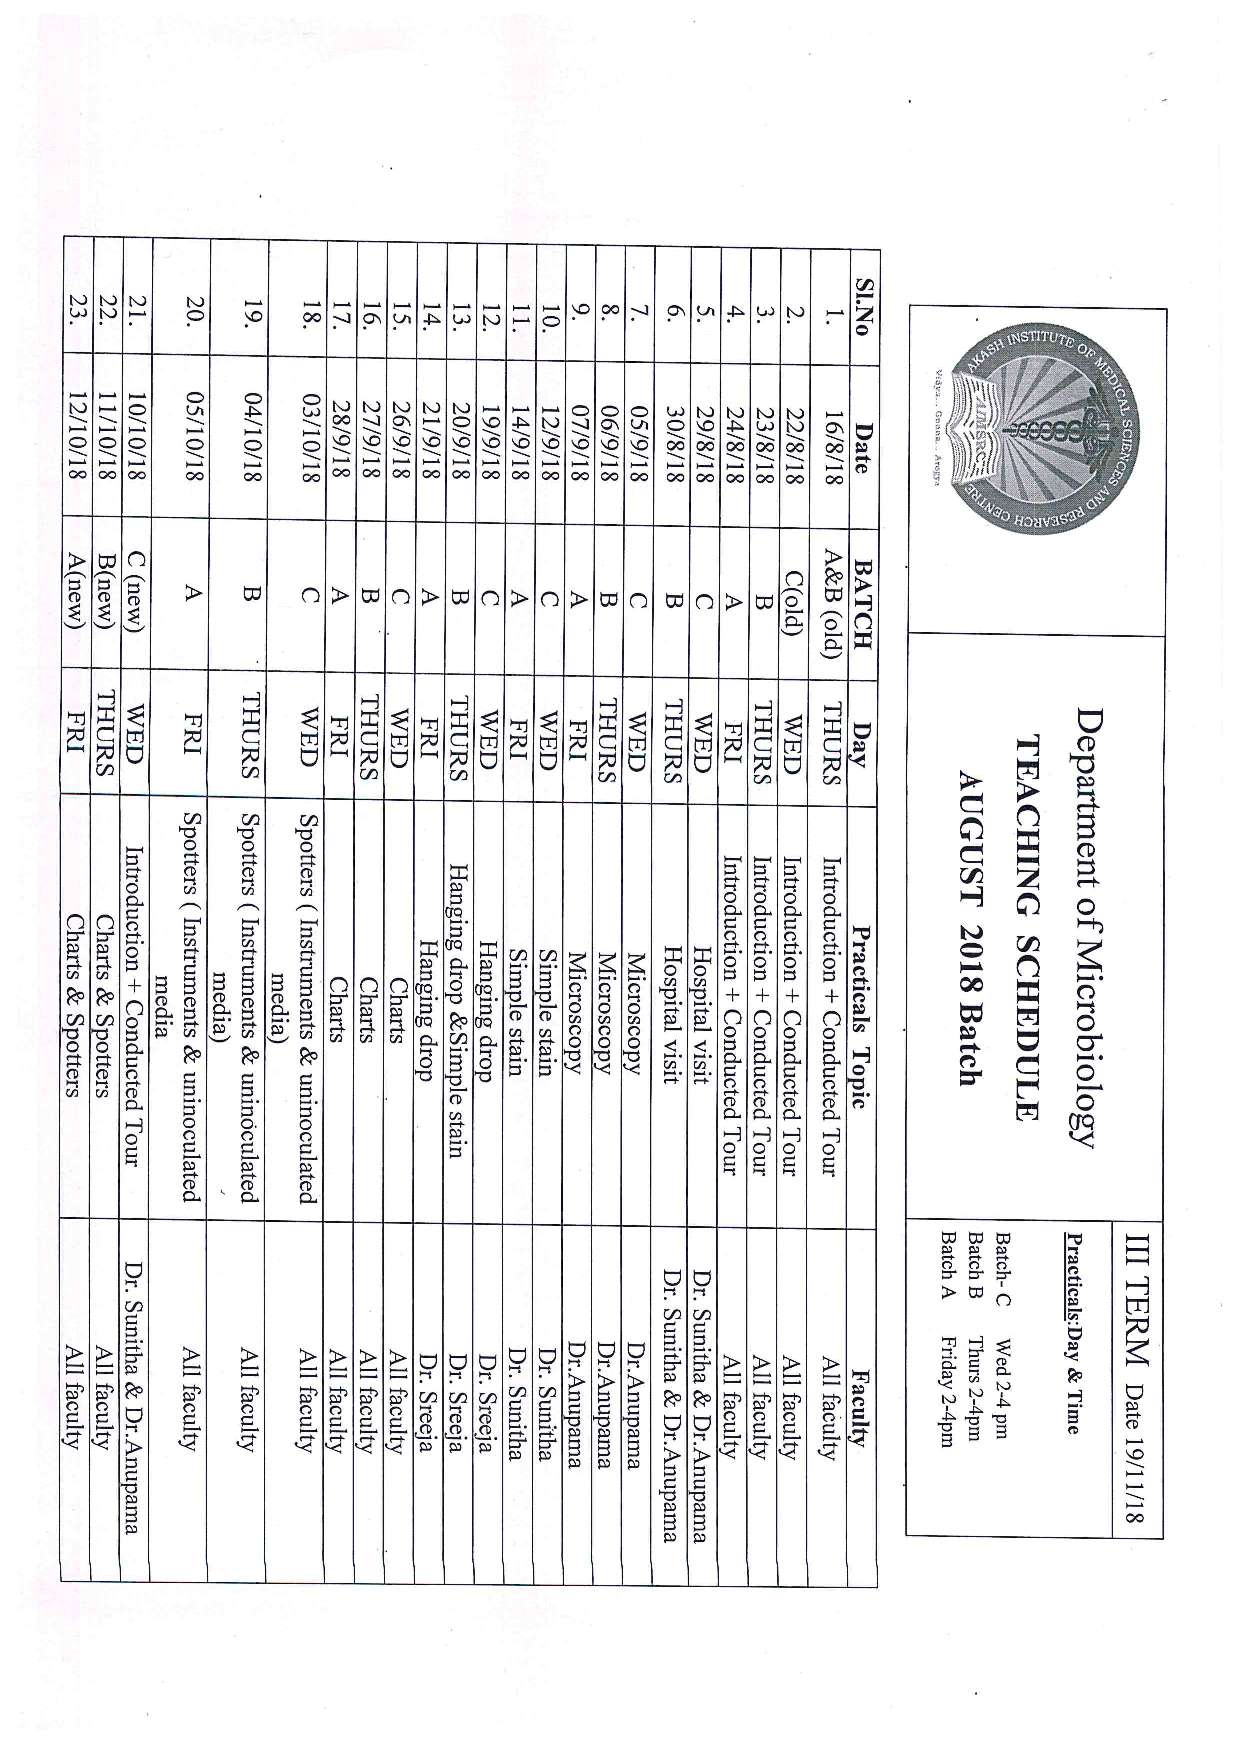 AKASH INSTITUTE OF MEDICAL SCIENCES AND RESEARCH CENTRE
AIMSRC
Vidya... Gnana... Arogya
Department of Microbiology
TEACHING SCHEDULE
AUGUST 2018 Batch
III TERM Date 19/11/18
Practicals:Day & Time
Batch- C Wed 2-4 pm
Batch B Thurs 2-4pm
Batch A Friday 2-4pm
Sl.No Date BATCH Day Practicals Topic Faculty
1. 16/8/18 A&B (old) THURS Introduction + Conducted Tour All faculty
2. 22/8/18 C(old) WED Introduction + Conducted Tour All faculty
3. 23/8/18 B THURS Introduction + Conducted Tour All faculty
4. 24/8/18 A FRI Introduction + Conducted Tour All faculty
5. 29/8/18 C WED Hospital visit Dr. Sunitha & Dr.Anupama
6. 30/8/18 B THURS Hospital visit Dr. Sunitha & Dr.Anupama
7. 05/9/18 C WED Microscopy Dr.Anupama
8. 06/9/18 B THURS Microscopy Dr.Anupama
9. 07/9/18 A FRI Microscopy Dr.Anupama
10. 12/9/18 C WED Simple stain Dr. Sunitha
11. 14/9/18 A FRI Simple stain Dr. Sunitha
12. 19/9/18 C WED Hanging drop Dr. Sreeja
13. 20/9/18 B THURS Hanging drop &Simple stain Dr. Sreeja
14. 21/9/18 A FRI Hanging drop Dr. Sreeja
15. 26/9/18 C WED Charts All faculty
16. 27/9/18 B THURS Charts All faculty
17. 28/9/18 A FRI Charts All faculty
18. 03/10/18 C WED Spotters ( Instruments & uninoculated All faculty
media)
19. 04/10/18 B THURS Spotters ( Instruments & uninoculated All faculty
media)
20. 05/10/18 A FRI Spotters ( Instruments & uninoculated All faculty
media
21. 10/10/18 C (new) WED Introduction + Conducted Tour Dr. Sunitha & Dr.Anupama
22. 11/10/18 B(new) THURS Charts & Spotters All faculty
23. 12/10/18 A(new) FRI Charts & Spotters All faculty